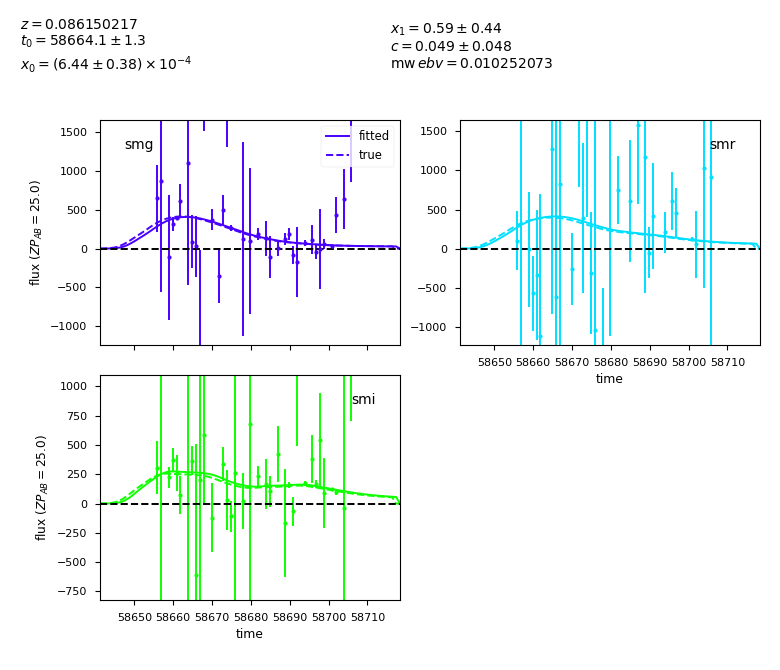 z = 0.086150217
t₀ = 58664.1 ± 1.3
x₀ = (6.44 ± 0.38) × 10⁻⁴
x₁ = 0.59 ± 0.44
c = 0.049 ± 0.048
mw ebv = 0.010252073
smg
fitted
true
1500
1000
500
0
−500
−1000
flux (ZP_AB = 25.0)
smr
1500
1000
500
0
−500
−1000
58650 58660 58670 58680 58690 58700 58710
time
smi
1000
750
500
250
0
−250
−500
−750
flux (ZP_AB = 25.0)
58650 58660 58670 58680 58690 58700 58710
time